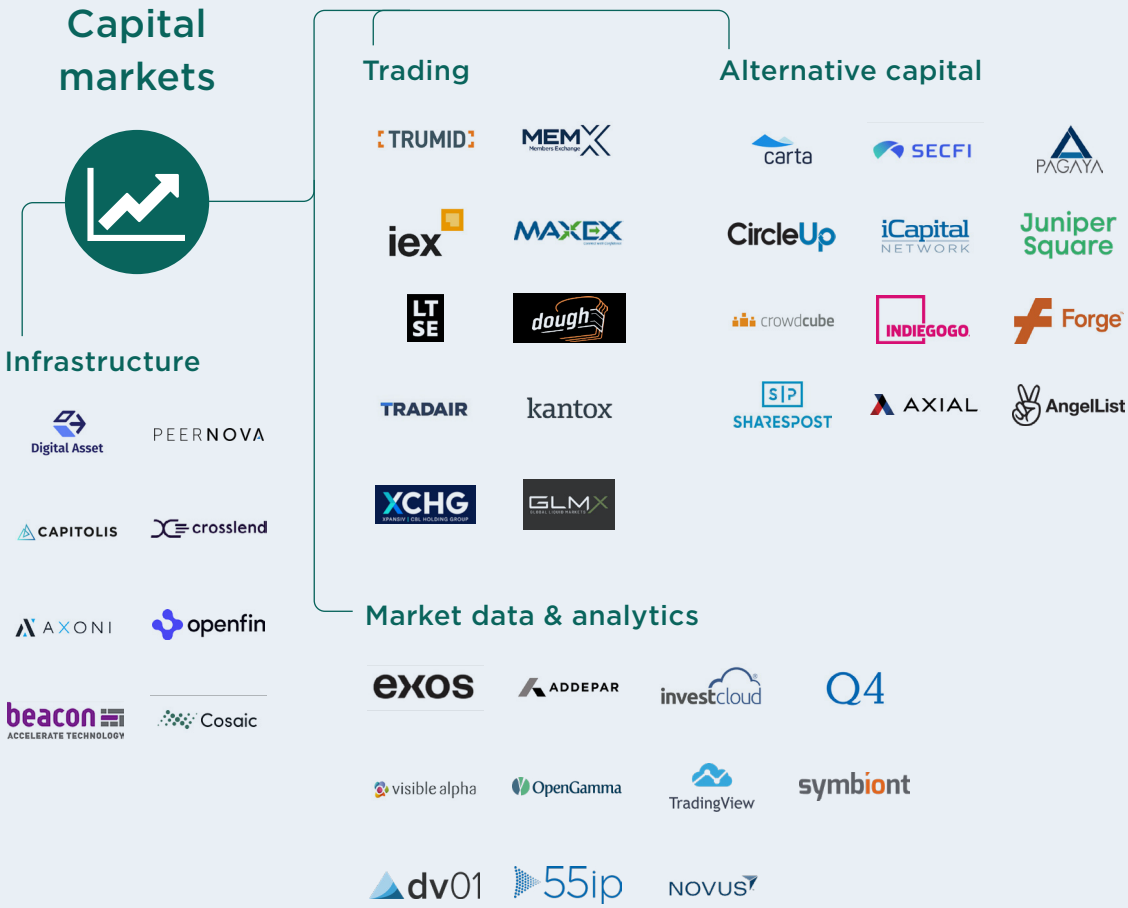 Capital
markets
Trading
Alternative capital
[TRUMID]
MEMX
Members Exchange
carta
SECFI
PAGAYA
iex
MAXEX
CircleUp
iCapital
NETWORK
Juniper
Square
LT
SE
dough
crowdcube
INDIEGOGO.
Forge
Infrastructure
TRADAIR
kantox
S|P
SHARESPOST
AXIAL
AngelList
Digital Asset
PEERNOVA
XCHG
XPANSIV | CBL HOLDING GROUP
GLMX
GLOBAL LIQUID MARKETS
CAPITOLIS
crosslend
AXONI
openfin
Market data & analytics
exos
ADDEPAR
investcloud
Q4
beacon
ACCELERATE TECHNOLOGY
Cosaic
visible alpha
OpenGamma
TradingView
symbiont
dv01
55ip
NOVUS